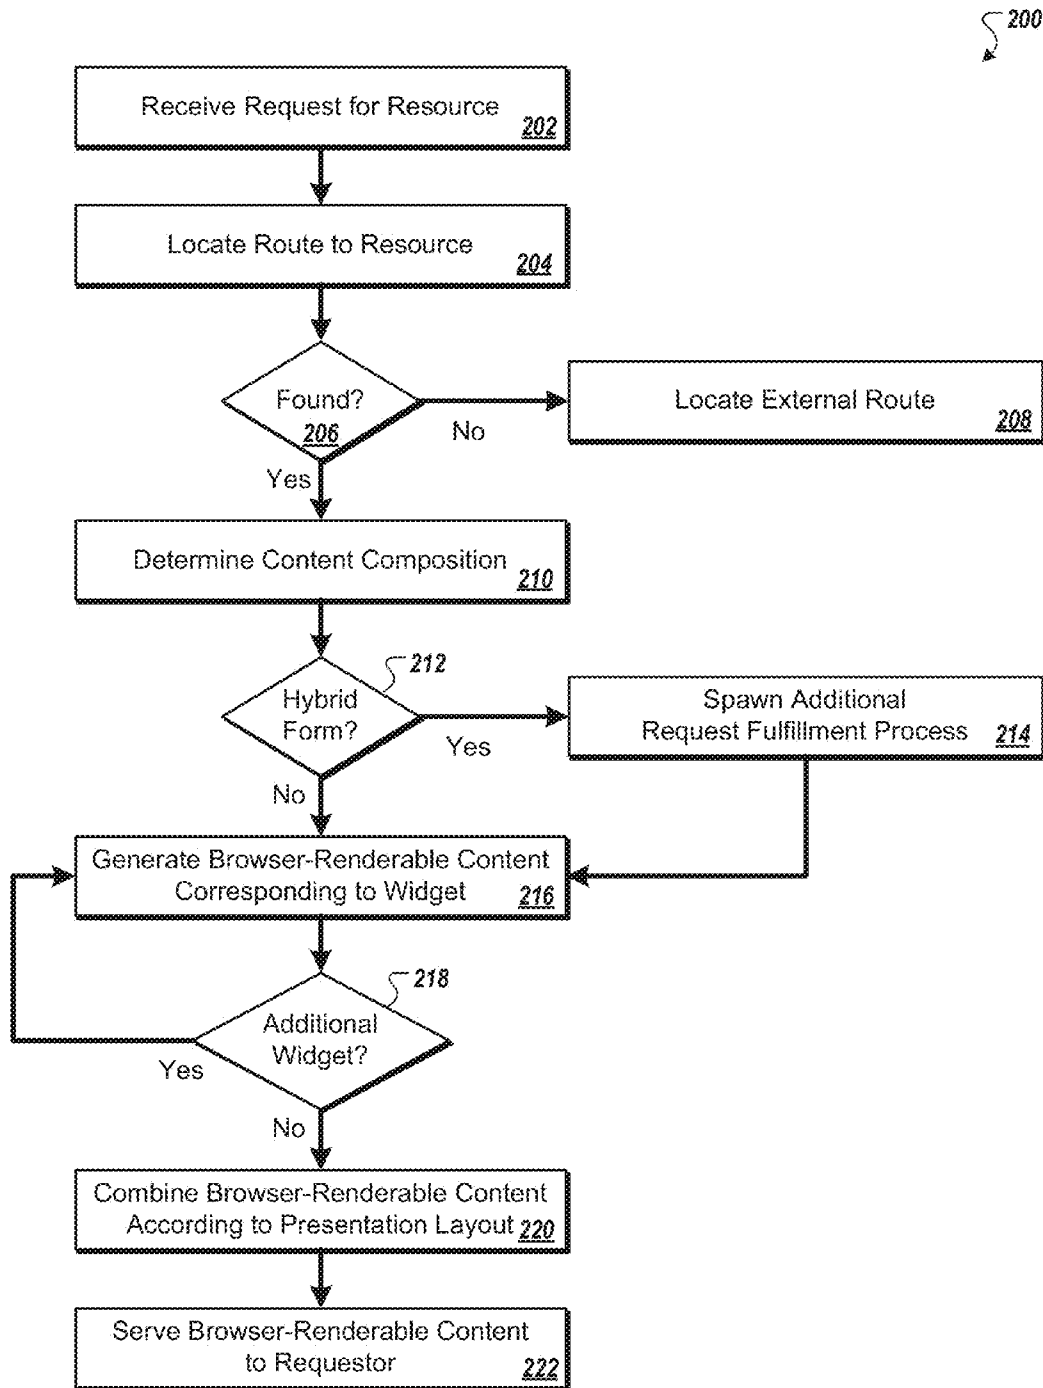 200
Receive Request for Resource
202
Locate Route to Resource
204
Found?
206
No
Yes
Locate External Route
208
Determine Content Composition
210
212
Hybrid
Form?
Yes
No
Spawn Additional
Request Fulfillment Process
214
Generate Browser-Renderable Content
Corresponding to Widget
216
218
Additional
Widget?
Yes
No
Combine Browser-Renderable Content
According to Presentation Layout
220
Serve Browser-Renderable Content
to Requestor
222